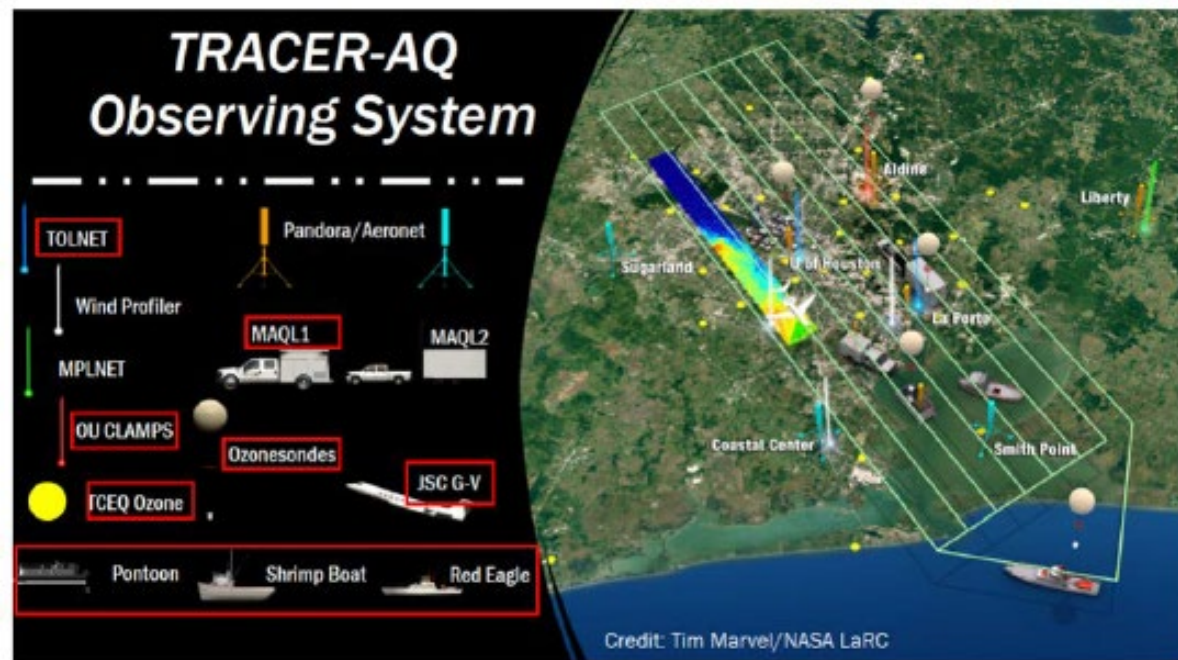 TRACER-AQ
Observing System
TOLNET
Pandora/Aeronet
Wind Profiler
MAQL1
MAQL2
MPLNET
OU CLAMPS
Ozonesondes
JSC G-V
TCEQ Ozone
Pontoon
Shrimp Boat
Red Eagle
Aldine
Liberty
Sugarland
U of Houston
La Porte
Coastal Center
Smith Point
Credit: Tim Marvel/NASA LaRC